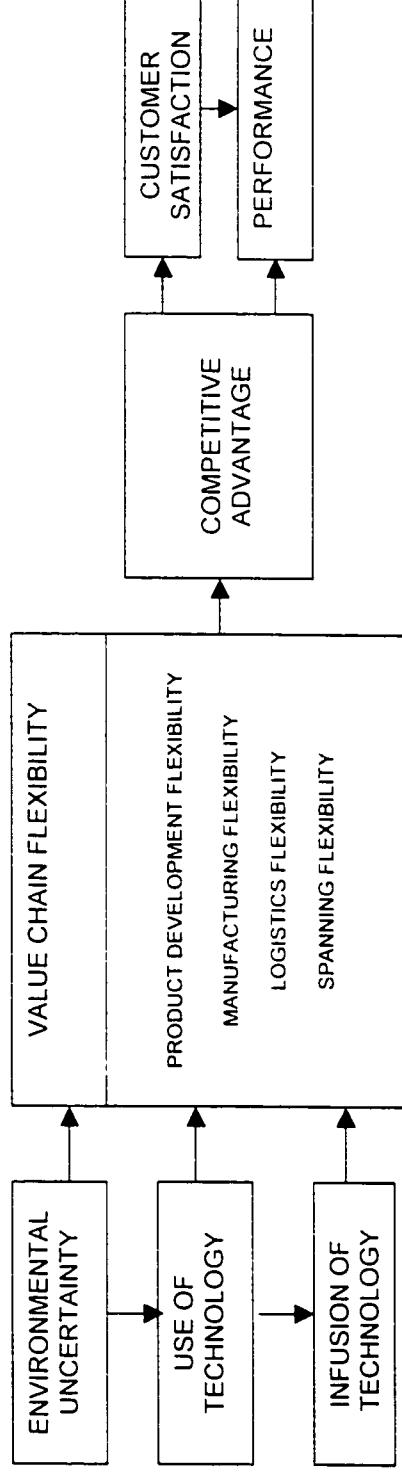 ENVIRONMENTAL
UNCERTAINTY
USE OF
TECHNOLOGY
INFUSION OF
TECHNOLOGY
VALUE CHAIN FLEXIBILITY
PRODUCT DEVELOPMENT FLEXIBILITY
MANUFACTURING FLEXIBILITY
LOGISTICS FLEXIBILITY
SPANNING FLEXIBILITY
COMPETITIVE
ADVANTAGE
CUSTOMER
SATISFACTION
PERFORMANCE